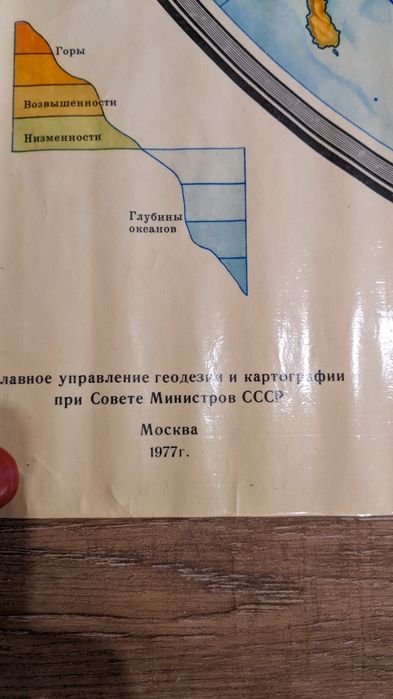 Горы
Возвышенности
Низменности
Глубины
океанов
лавное управление геодезии и картографии
при Совете Министров СССР
Москва
1977г.